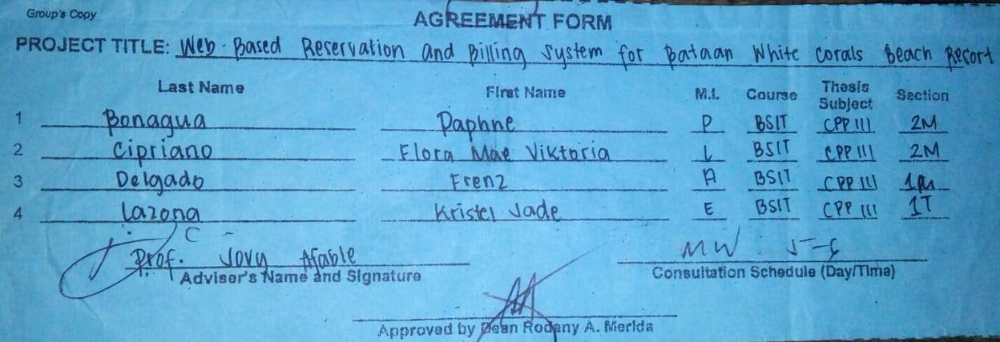 Group's Copy
AGREEMENT FORM
PROJECT TITLE: Web-Based Reservation and Billing System for Bataan White Corals Beach Resort
Last Name First Name M.I. Course Thesis Subject Section
1 Bonagua Daphne P BSIT CPP III 2M
2 Cipriano Flora Mae Viktoria L BSIT CPP III 2M
3 Delgado Frenz A BSIT CPP III 1M
4 Lazona Kristel Jade E BSIT CPP III 1T
Prof. Jovy Afable MW 5-6
Adviser's Name and Signature Consultation Schedule (Day/Time)
Approved by Dean Rodany A. Merida